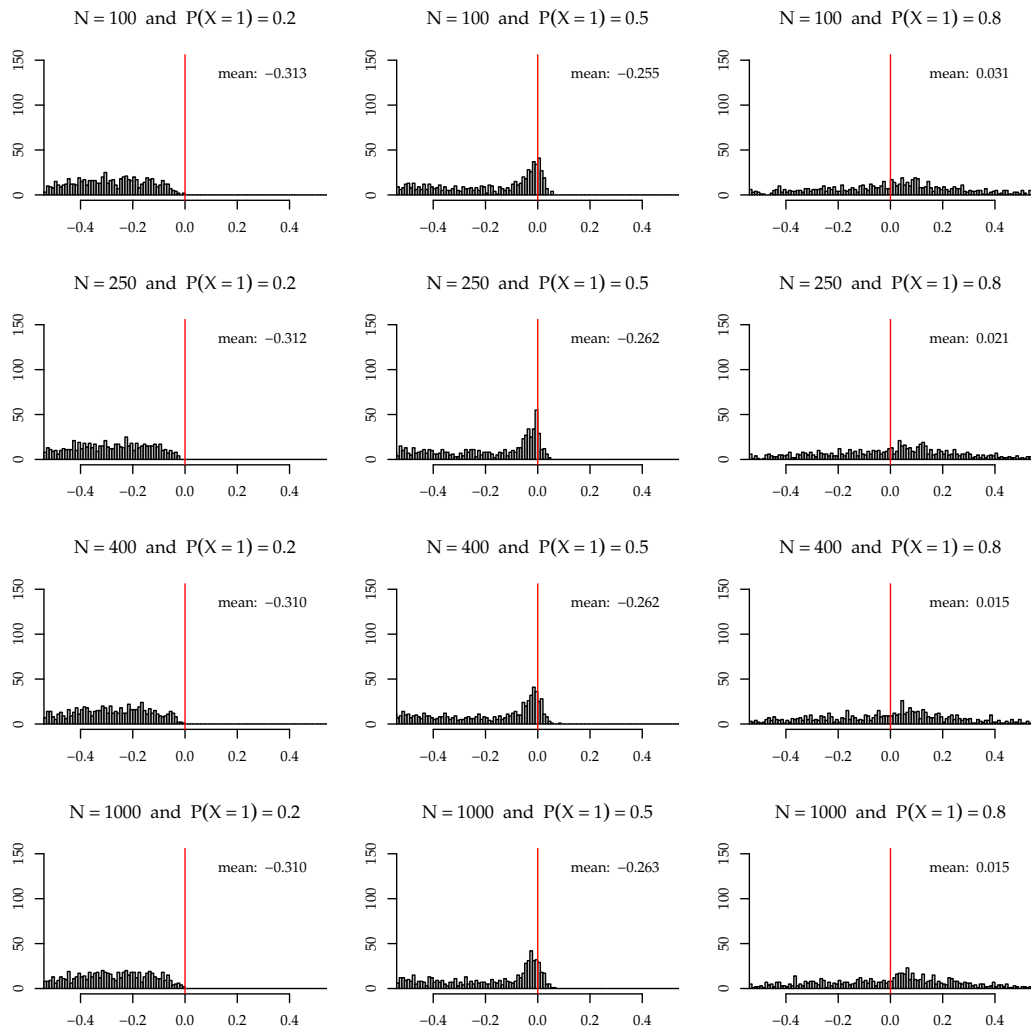 N = 100 and P(X = 1) = 0.2
150
100
50
0
mean: −0.313
−0.4 −0.2 0.0 0.2 0.4
N = 100 and P(X = 1) = 0.5
150
100
50
0
mean: −0.255
−0.4 −0.2 0.0 0.2 0.4
N = 100 and P(X = 1) = 0.8
150
100
50
0
mean: 0.031
−0.4 −0.2 0.0 0.2 0.4
N = 250 and P(X = 1) = 0.2
150
100
50
0
mean: −0.312
−0.4 −0.2 0.0 0.2 0.4
N = 250 and P(X = 1) = 0.5
150
100
50
0
mean: −0.262
−0.4 −0.2 0.0 0.2 0.4
N = 250 and P(X = 1) = 0.8
150
100
50
0
mean: 0.021
−0.4 −0.2 0.0 0.2 0.4
N = 400 and P(X = 1) = 0.2
150
100
50
0
mean: −0.310
−0.4 −0.2 0.0 0.2 0.4
N = 400 and P(X = 1) = 0.5
150
100
50
0
mean: −0.262
−0.4 −0.2 0.0 0.2 0.4
N = 400 and P(X = 1) = 0.8
150
100
50
0
mean: 0.015
−0.4 −0.2 0.0 0.2 0.4
N = 1000 and P(X = 1) = 0.2
150
100
50
0
mean: −0.310
−0.4 −0.2 0.0 0.2 0.4
N = 1000 and P(X = 1) = 0.5
150
100
50
0
mean: −0.263
−0.4 −0.2 0.0 0.2 0.4
N = 1000 and P(X = 1) = 0.8
150
100
50
0
mean: 0.015
−0.4 −0.2 0.0 0.2 0.4